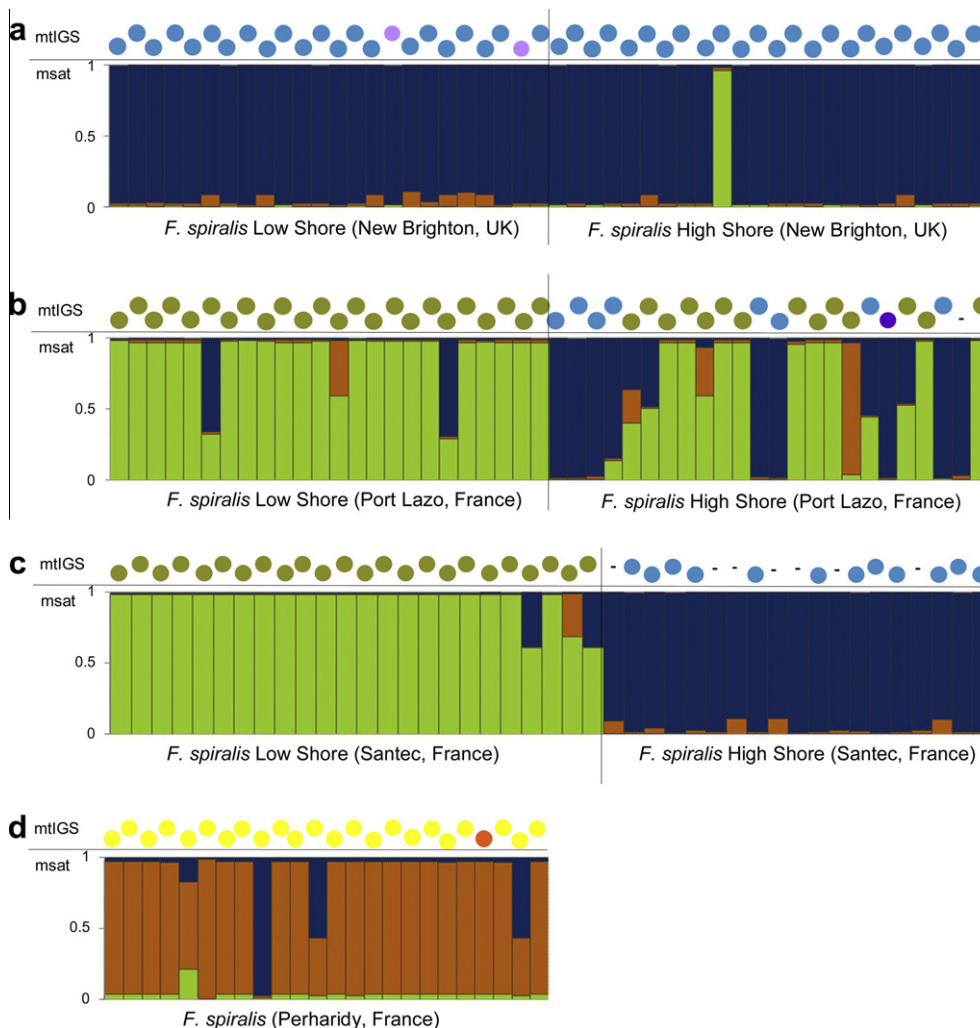 a
mtIGS
msat
1
0.5
0
F. spiralis Low Shore (New Brighton, UK) F. spiralis High Shore (New Brighton, UK)
b
mtIGS
-
msat
1
0.5
0
F. spiralis Low Shore (Port Lazo, France) F. spiralis High Shore (Port Lazo, France)
c
mtIGS
- - - - - - -
msat
1
0.5
0
F. spiralis Low Shore (Santec, France) F. spiralis High Shore (Santec, France)
d
mtIGS
msat
1
0.5
0
F. spiralis (Perharidy, France)